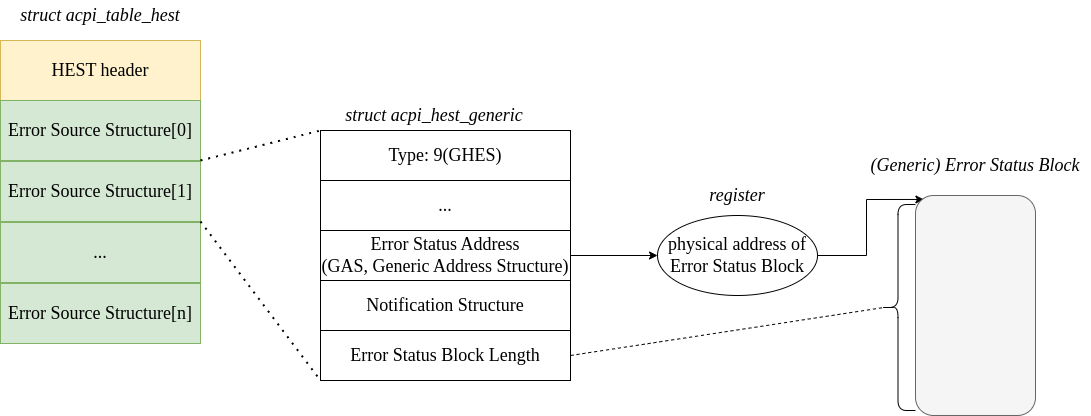 struct acpi_table_hest
HEST header
Error Source Structure[0]
Error Source Structure[1]
...
Error Source Structure[n]
struct acpi_hest_generic
Type: 9(GHES)
...
Error Status Address
(GAS, Generic Address Structure)
Notification Structure
Error Status Block Length
register
physical address of
Error Status Block
(Generic) Error Status Block